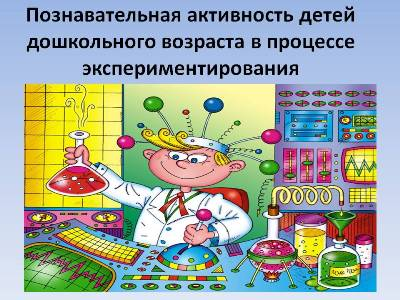 Познавательная активность детей
дошкольного возраста в процессе
экспериментирования